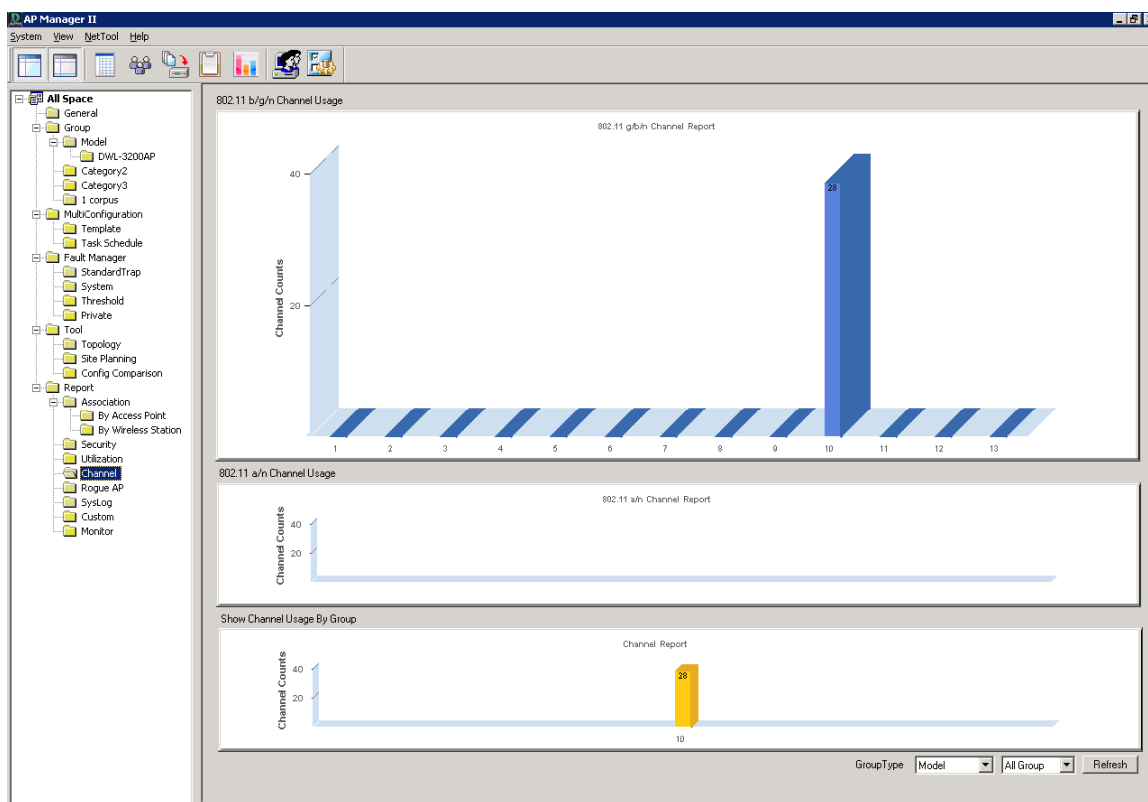 AP Manager II
System View NetTool Help
All Space
General
Group
Model
DWL-3200AP
Category2
Category3
1 corpus
MultiConfiguration
Template
Task Schedule
Fault Manager
StandardTrap
System
Threshold
Private
Tool
Topology
Site Planning
Config Comparison
Report
Association
By Access Point
By Wireless Station
Security
Utilization
Channel
Rogue AP
SysLog
Custom
Monitor
802.11 b/g/n Channel Usage
802.11 g/b/n Channel Report
Channel Counts
40
20
28
1 2 3 4 5 6 7 8 9 10 11 12 13
802.11 a/n Channel Usage
802.11 a/n Channel Report
Channel Counts
40
20
Show Channel Usage By Group
Channel Report
Channel Counts
40
20
28
10
GroupType Model All Group Refresh